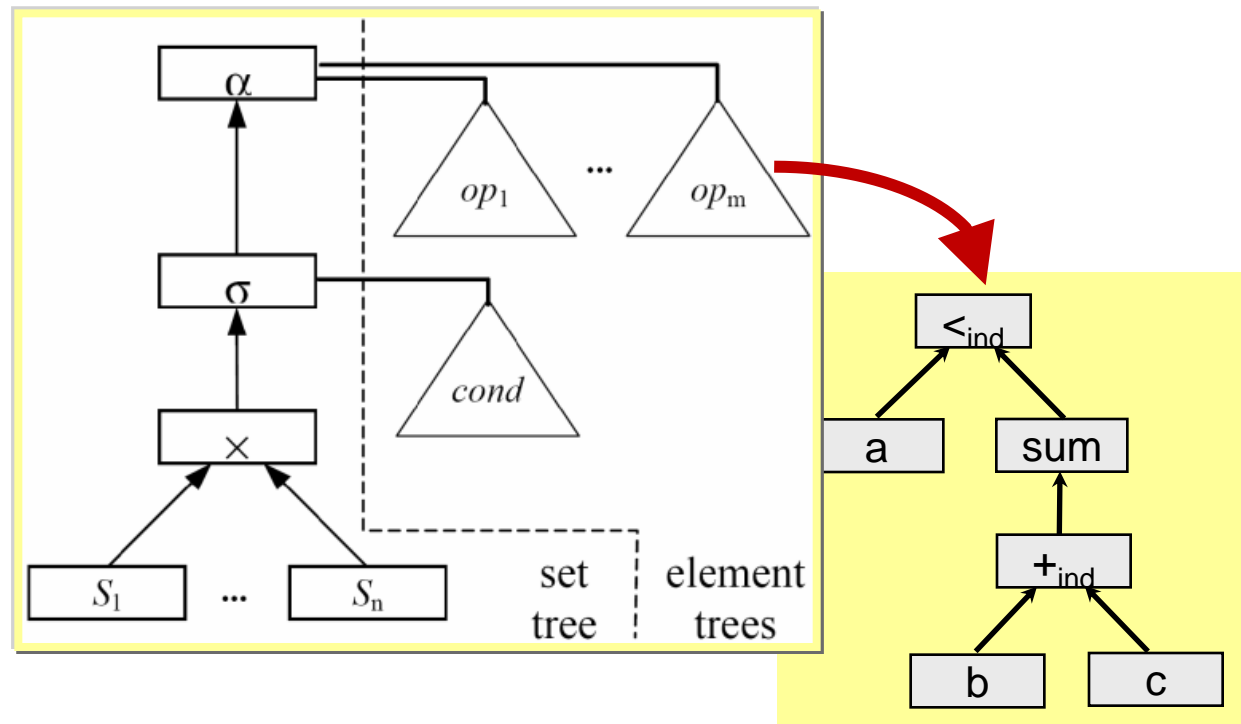 α
op₁ ... opₘ
σ
cond
×
S₁ ... Sₙ
set tree
element trees
<ind
a
sum
+ind
b
c